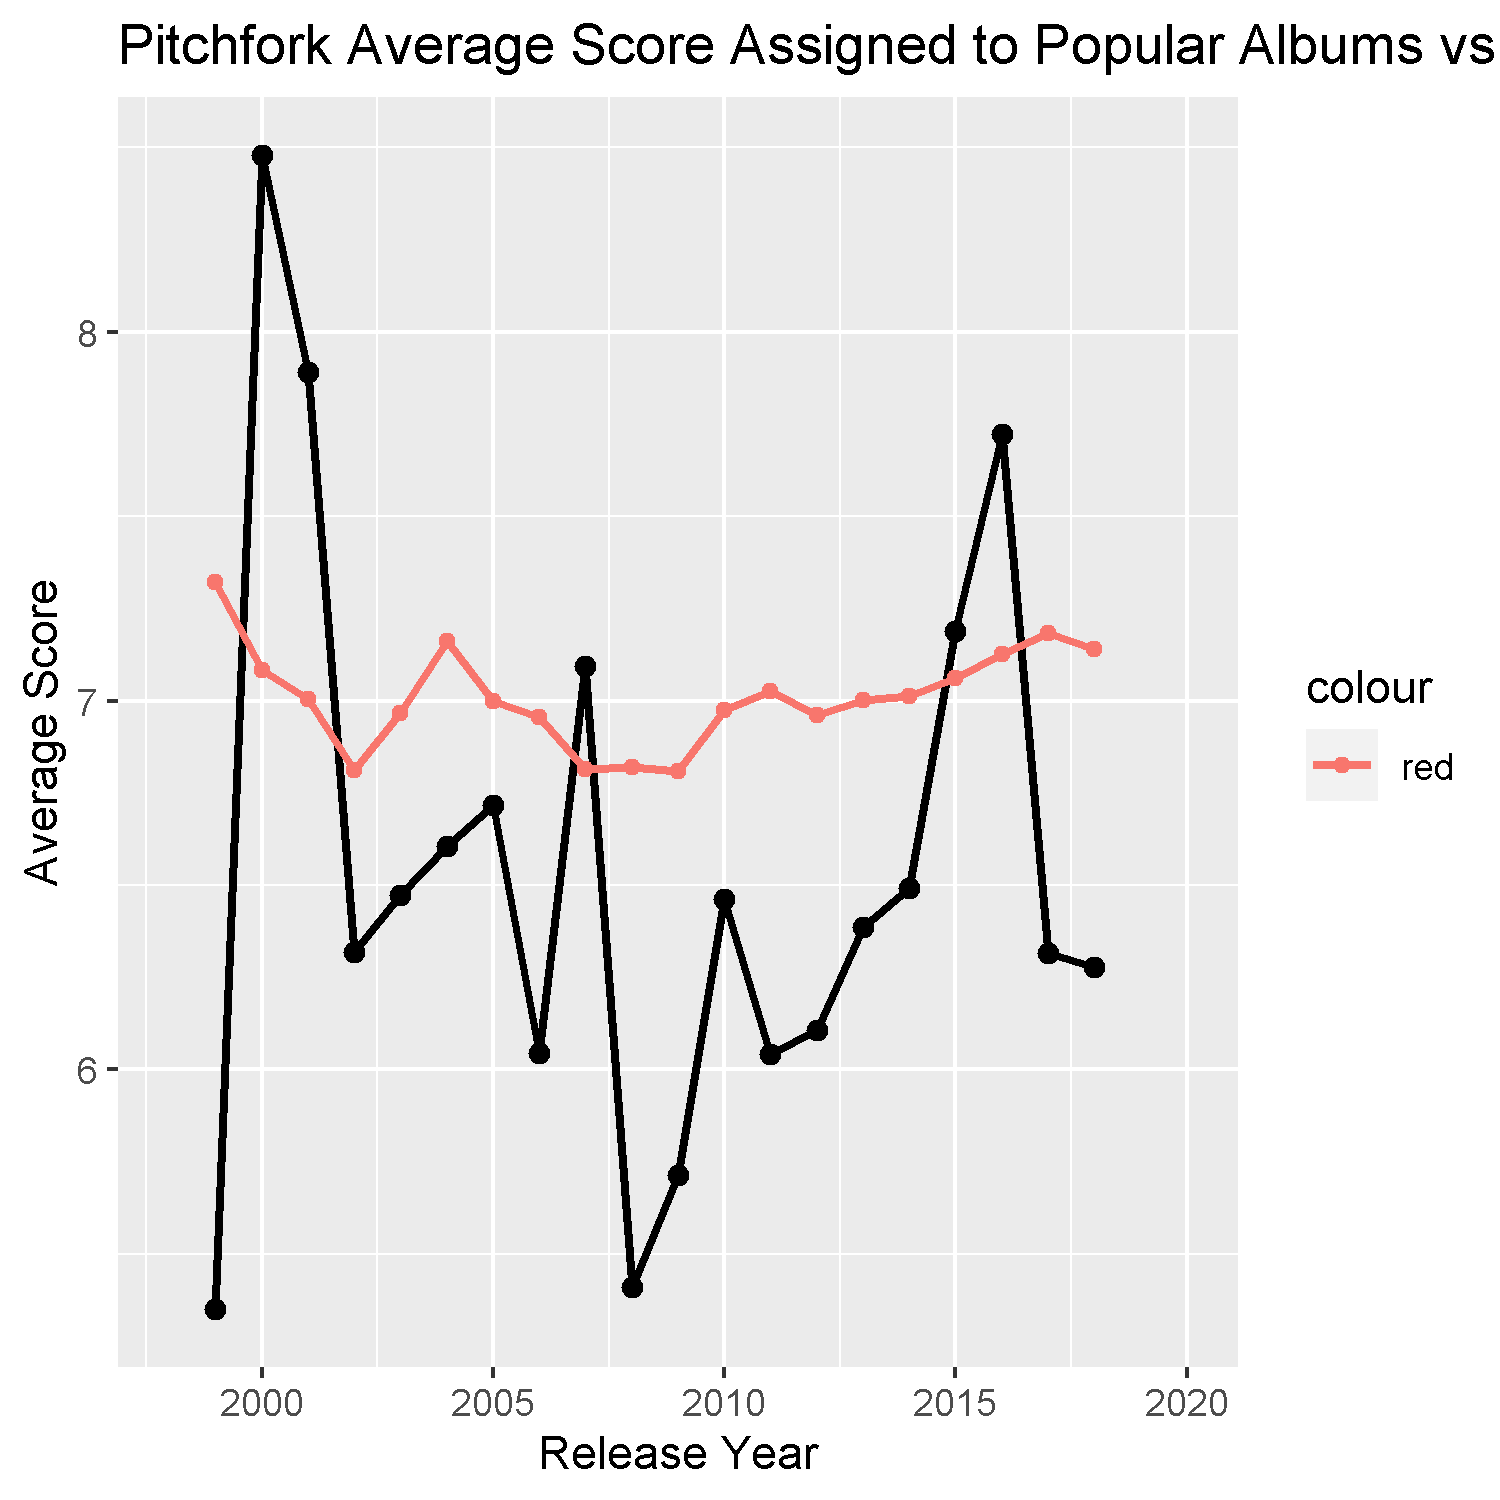 Pitchfork Average Score Assigned to Popular Albums vs
Average Score
8
7
6
2000 2005 2010 2015 2020
Release Year
colour
red